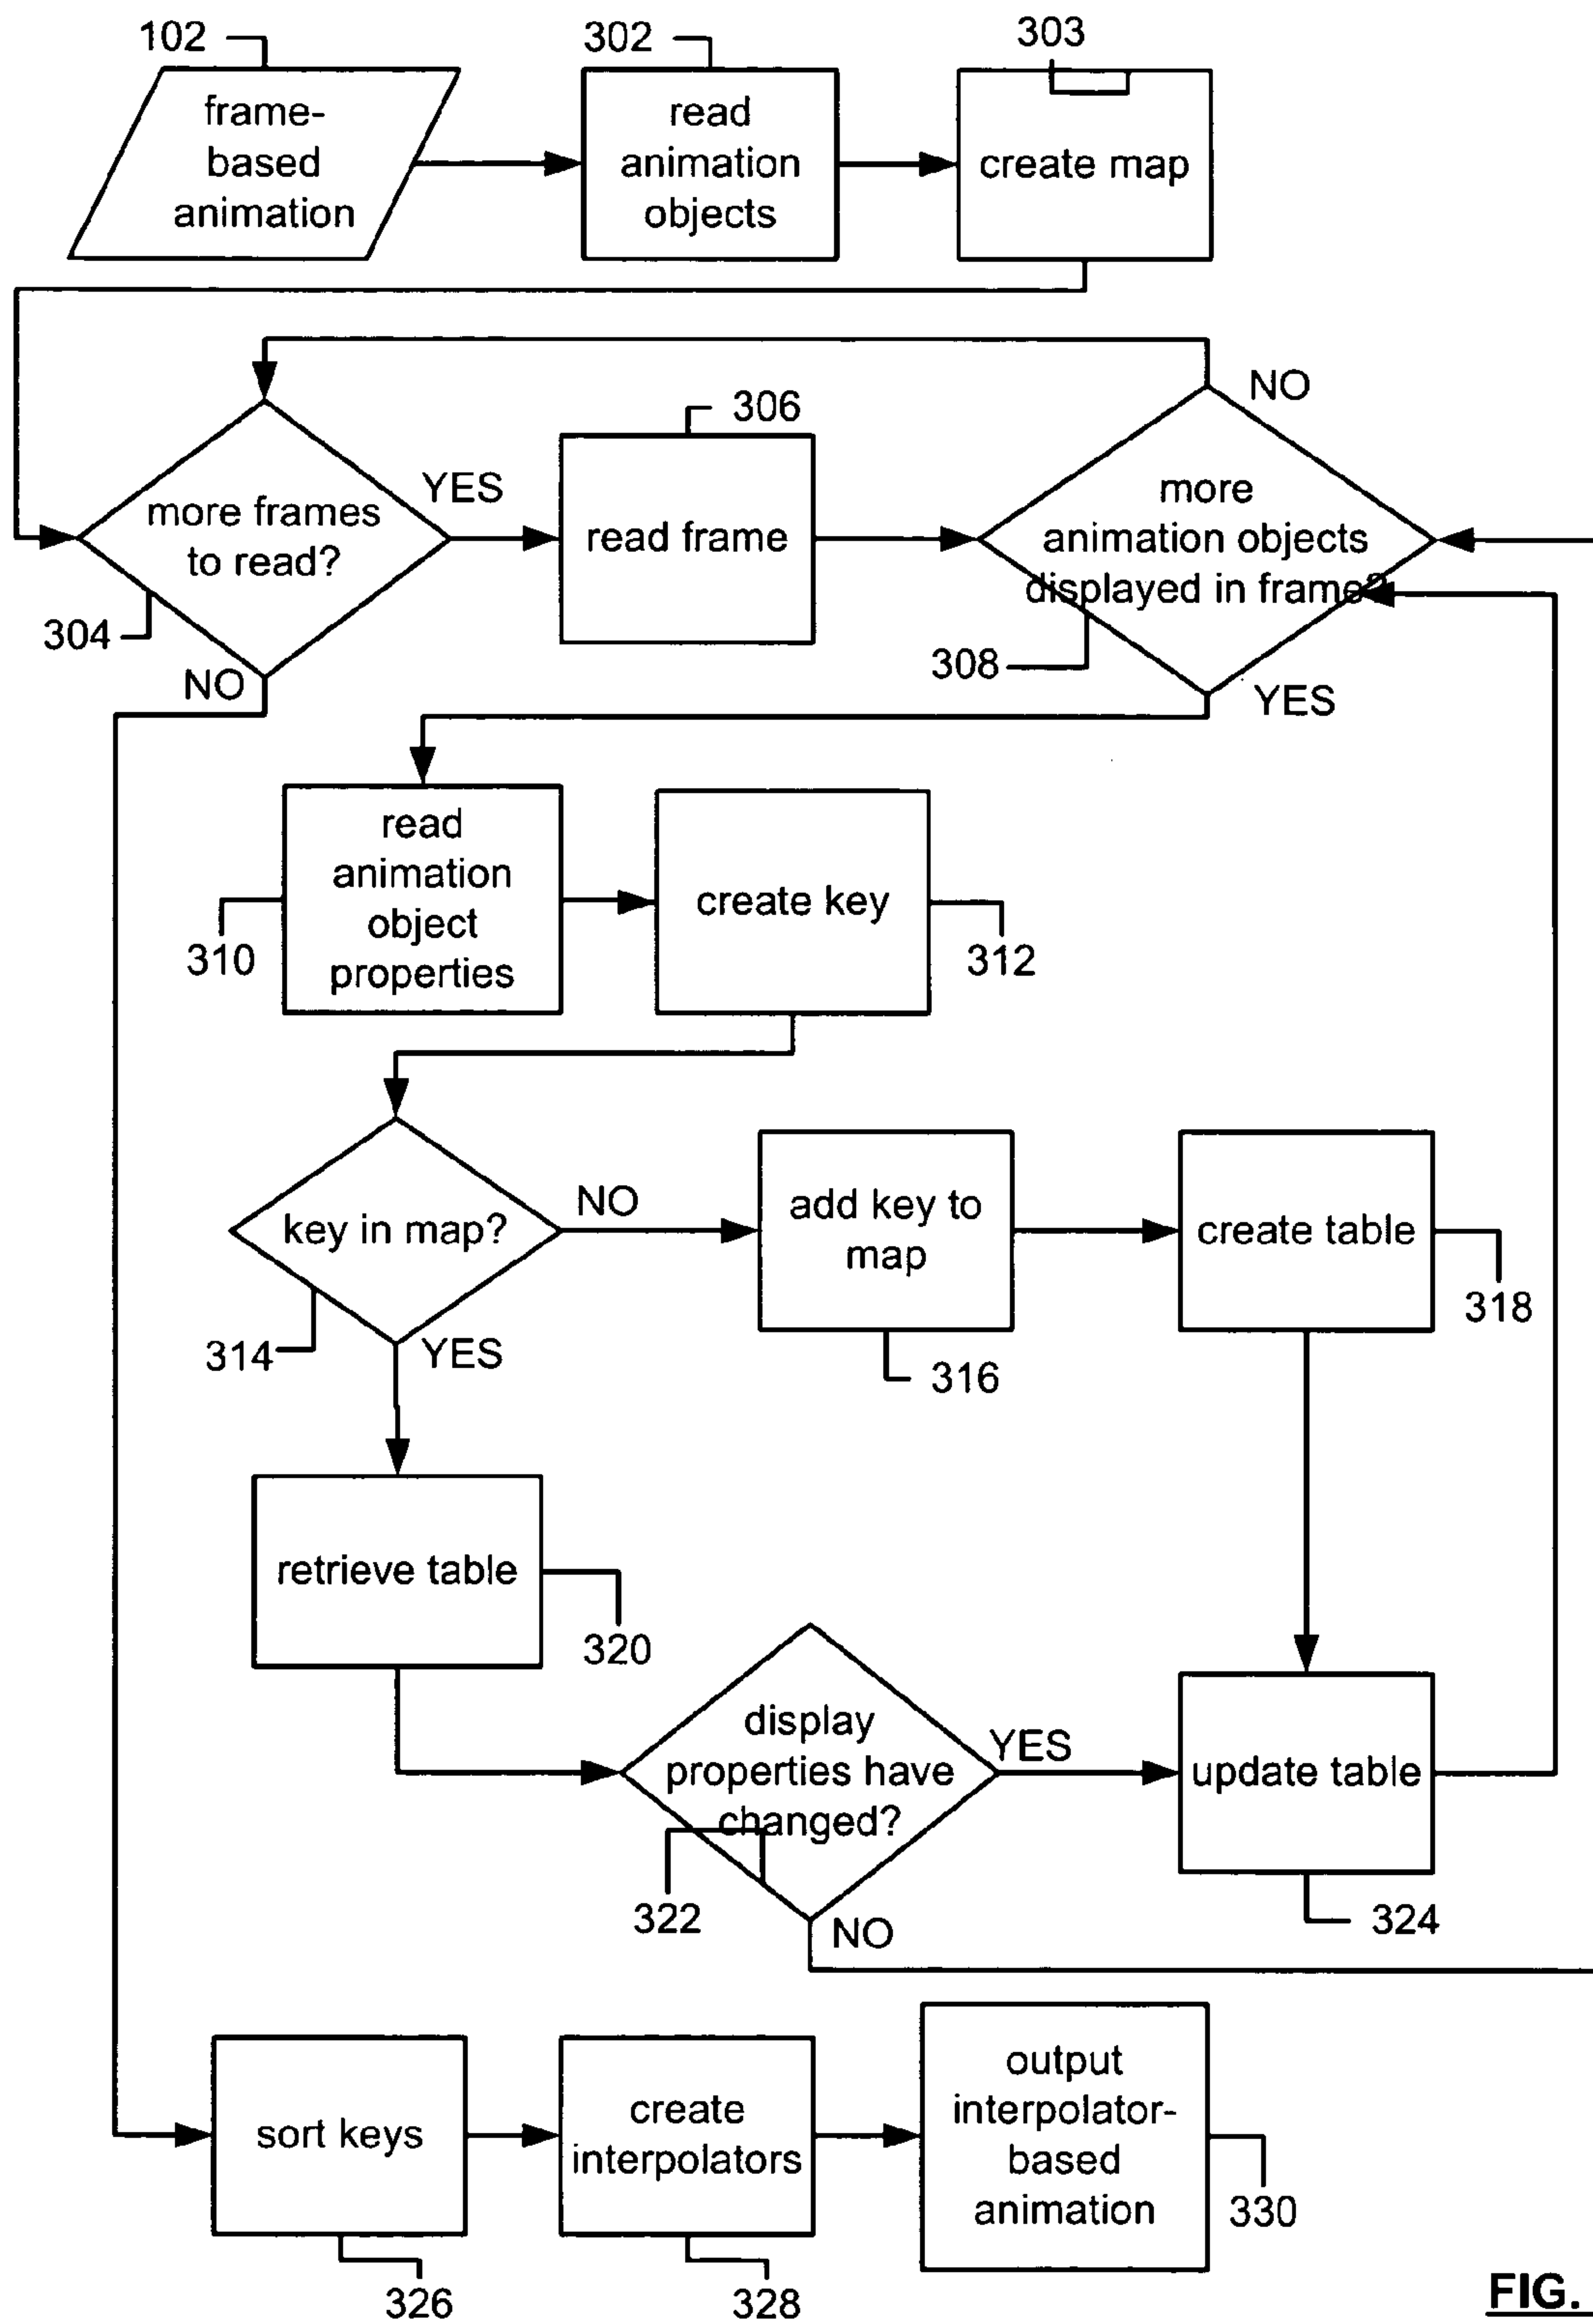 102
302
303
frame-
based
animation
read
animation
objects
create map
NO
306
YES
more frames
to read?
read frame
more
animation objects
displayed in frame?
304
308
NO
YES
read
animation
object
properties
create key
310
312
NO
key in map?
add key to
map
create table
314
YES
316
318
retrieve table
320
display
properties have
changed?
YES
update table
322
NO
324
sort keys
create
interpolators
output
interpolator-
based
animation
330
326
328
FIG.